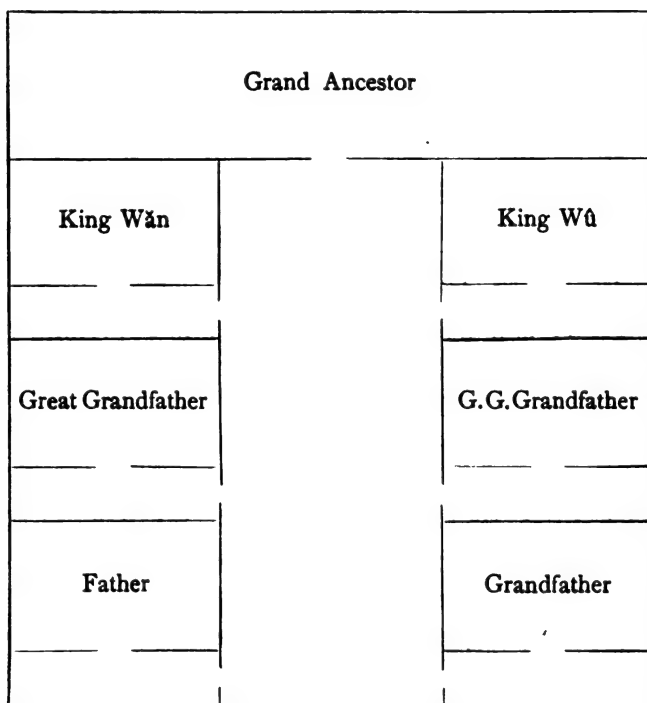 Grand Ancestor
King Wăn
King Wû
Great Grandfather
G. G. Grandfather
Father
Grandfather